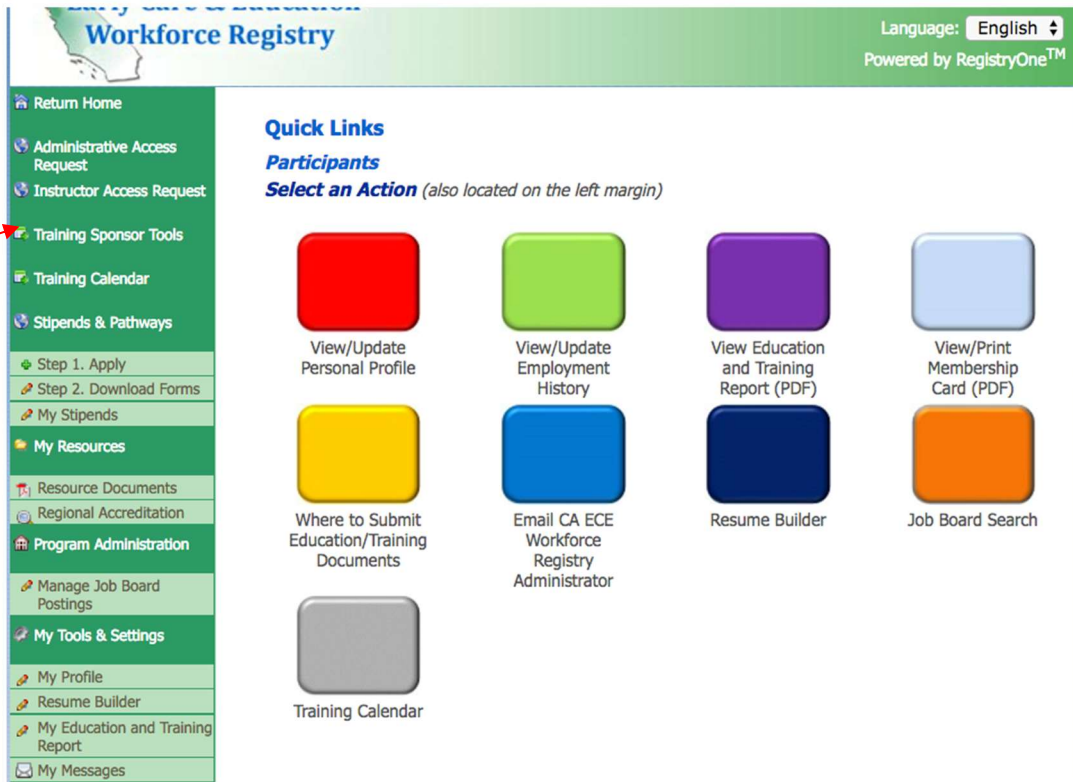 Early Care & Education
Workforce Registry
Language: English
Powered by RegistryOne™
Return Home
Administrative Access
Request
Instructor Access Request
Training Sponsor Tools
Training Calendar
Stipends & Pathways
Step 1. Apply
Step 2. Download Forms
My Stipends
My Resources
Resource Documents
Regional Accreditation
Program Administration
Manage Job Board
Postings
My Tools & Settings
My Profile
Resume Builder
My Education and Training
Report
My Messages
Quick Links
Participants
Select an Action (also located on the left margin)
View/Update
Personal Profile
View/Update
Employment
History
View Education
and Training
Report (PDF)
View/Print
Membership
Card (PDF)
Where to Submit
Education/Training
Documents
Email CA ECE
Workforce
Registry
Administrator
Resume Builder
Job Board Search
Training Calendar